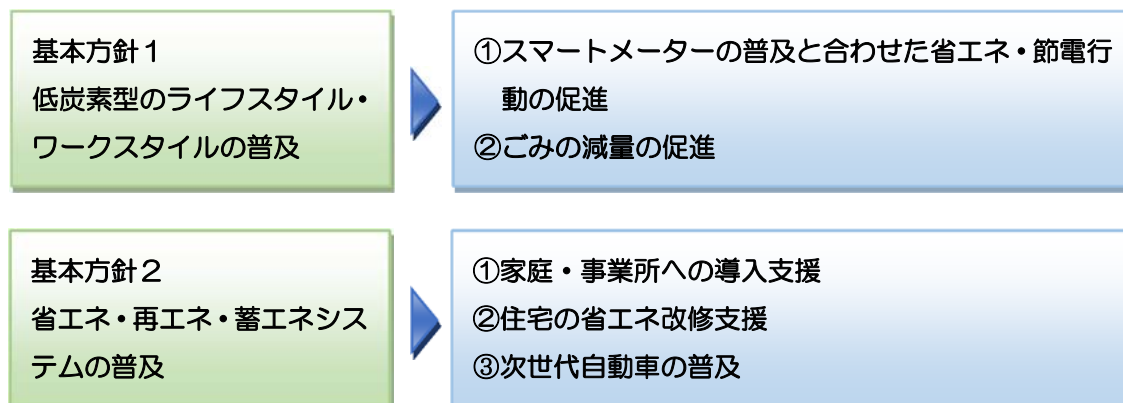 基本方針1
低炭素型のライフスタイル・
ワークスタイルの普及
①スマートメーターの普及と合わせた省エネ・節電行
動の促進
②ごみの減量の促進
基本方針2
省エネ・再エネ・蓄エネシス
テムの普及
①家庭・事業所への導入支援
②住宅の省エネ改修支援
③次世代自動車の普及